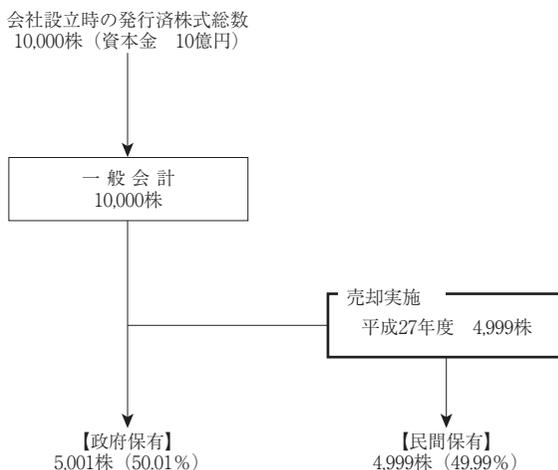 会社設立時の発行済株式総数
10,000株（資本金　10億円）
一 般 会 計
10,000株
売却実施
平成27年度　4,999株
【政府保有】
5,001株（50.01％）
【民間保有】
4,999株（49.99％）